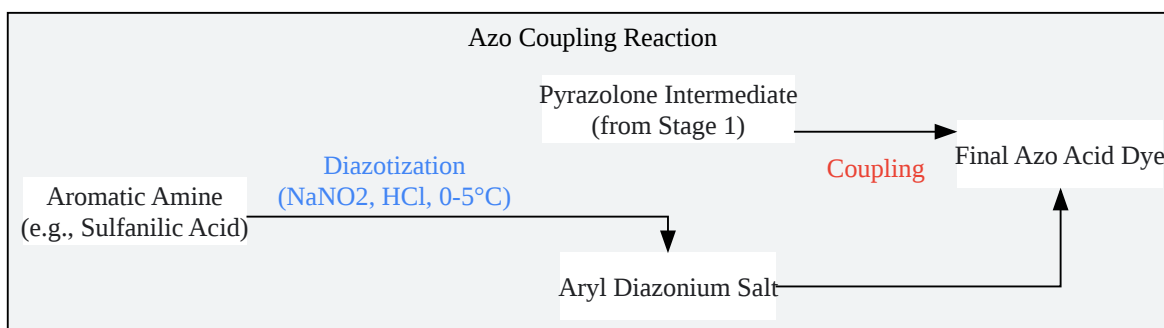 Azo Coupling Reaction
Pyrazolone Intermediate
(from Stage 1)
Final Azo Acid Dye
Coupling
Diazotization
(NaNO2, HCl, 0-5°C)
Aromatic Amine
(e.g., Sulfanilic Acid)
Aryl Diazonium Salt